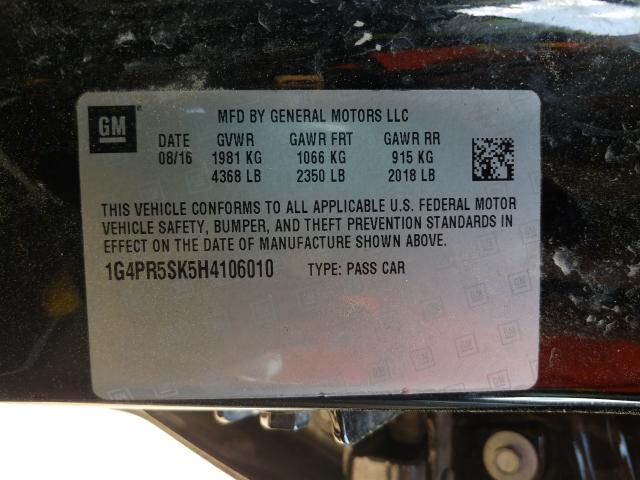 GM
MFD BY GENERAL MOTORS LLC
DATE GVWR GAWR FRT GAWR RR
08/16 1981 KG 1066 KG 915 KG
4368 LB 2350 LB 2018 LB
THIS VEHICLE CONFORMS TO ALL APPLICABLE U.S. FEDERAL MOTOR
VEHICLE SAFETY, BUMPER, AND THEFT PREVENTION STANDARDS IN
EFFECT ON THE DATE OF MANUFACTURE SHOWN ABOVE.
1G4PR5SK5H4106010 TYPE: PASS CAR